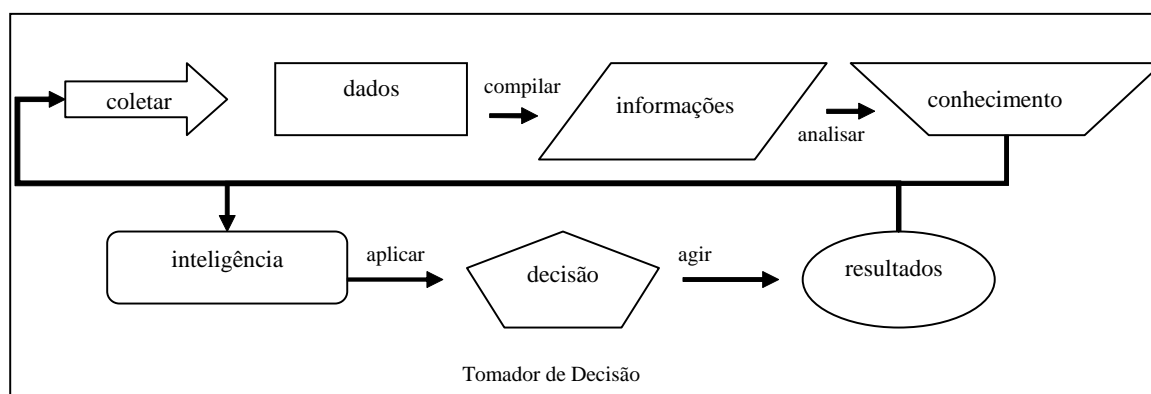 coletar
dados
compilar
informações
analisar
conhecimento
inteligência
aplicar
decisão
agir
resultados
Tomador de Decisão